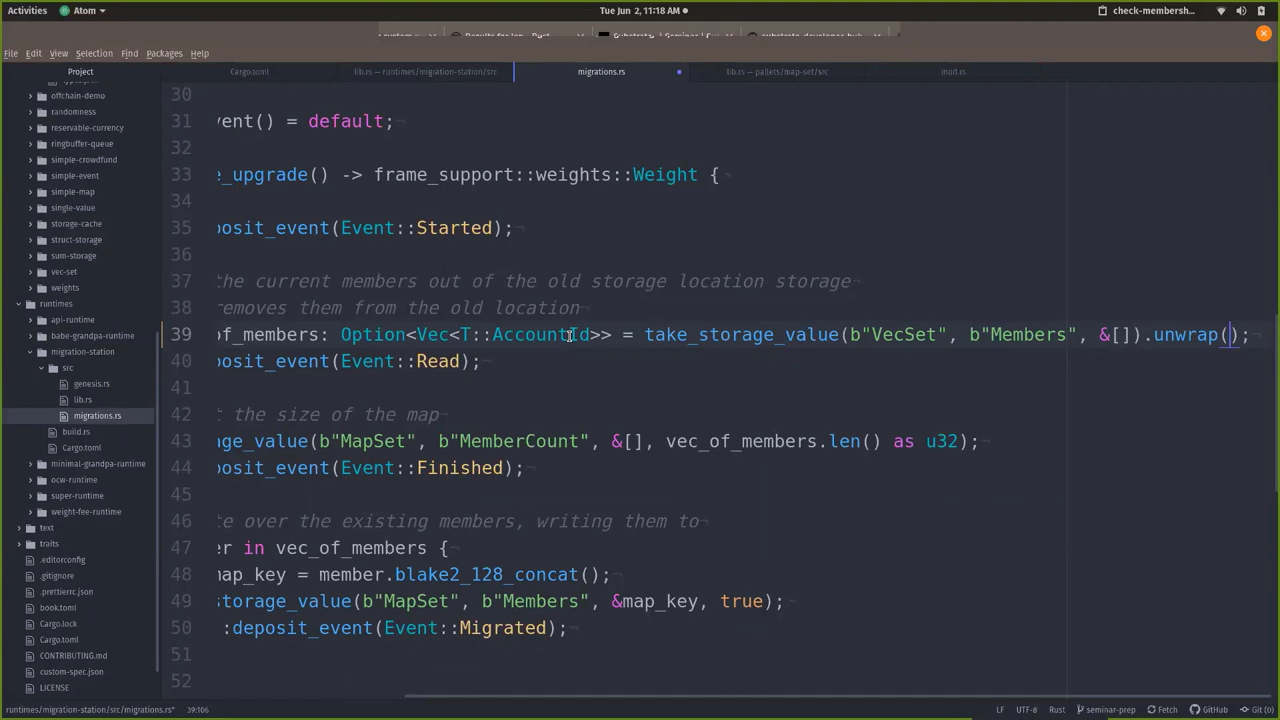 Activities Atom Tue Jun 2, 11:18 AM check-membersh...
File Edit View Selection Find Packages Help
Project Cargo.toml lib.rs — runtimes/migration-station/src migrations.rs lib.rs — pallets/map-set/src mod.rs
offchain-demo
randomness
reservable-currency
ringbuffer-queue
simple-crowdfund
simple-event
simple-map
single-value
storage-cache
struct-storage
sum-storage
vec-set
weights
runtimes
api-runtime
babe-grandpa-runtime
migration-station
src
genesis.rs
lib.rs
migrations.rs
build.rs
Cargo.toml
minimal-grandpa-runtime
ocw-runtime
super-runtime
weight-fee-runtime
text
traits
.editorconfig
.gitignore
.prettierrc.json
book.toml
Cargo.lock
Cargo.toml
CONTRIBUTING.md
custom-spec.json
LICENSE
30
31 vent() = default;
32
33 e_upgrade() -> frame_support::weights::Weight {
34
35 posit_event(Event::Started);
36
37 the current members out of the old storage location storage
38 removes them from the old location
39 of_members: Option<Vec<T::AccountId>> = take_storage_value(b"VecSet", b"Members", &[]).unwrap();
40 posit_event(Event::Read);
41
42 t the size of the map
43 age_value(b"MapSet", b"MemberCount", &[], vec_of_members.len() as u32);
44 posit_event(Event::Finished);
45
46 te over the existing members, writing them to
47 er in vec_of_members {
48 map_key = member.blake2_128_concat();
49 storage_value(b"MapSet", b"Members", &map_key, true);
50 :deposit_event(Event::Migrated);
51
52
runtimes/migration-station/src/migrations.rs* 39:106 LF UTF-8 Rust seminar-prep Fetch GitHub Git (0)